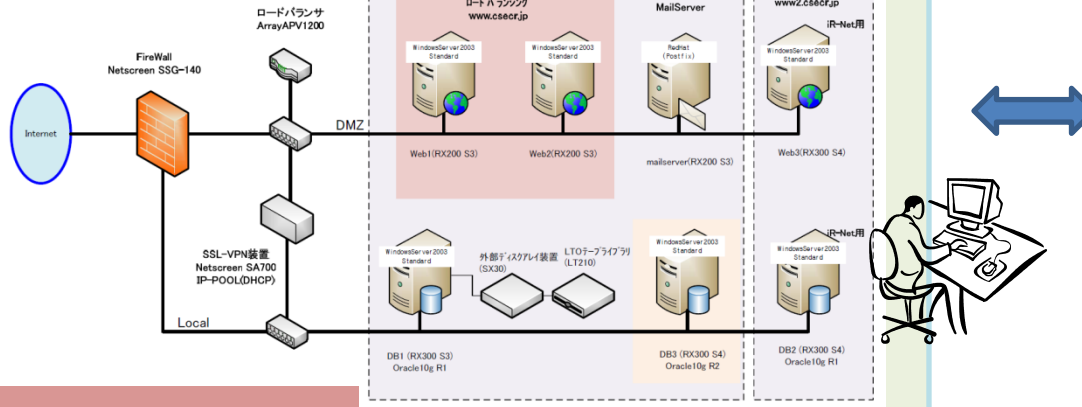 ロードバランシング
www.csecr.jp
MailServer
www2.csecr.jp
iR-Net用
ロードバランサ
ArrayAPV1200
FireWall
Netscreen SSG-140
Internet
DMZ
WindowsServer2003
Standard
WindowsServer2003
Standard
RedHat
(Postfix)
WindowsServer2003
Standard
Web1(RX200 S3)
Web2(RX200 S3)
mailserver(RX200 S3)
Web3(RX300 S4)
SSL-VPN装置
Netscreen SA700
IP-POOL(DHCP)
Local
WindowsServer2003
Standard
外部ディスクアレイ装置
(SX30)
LTOテープライブラリ
(LT210)
WindowsServer2003
Standard
iR-Net用
WindowsServer2003
Standard
DB1 (RX300 S3)
Oracle10g R1
DB3 (RX300 S4)
Oracle10g R2
DB2 (RX300 S4)
Oracle10g R1